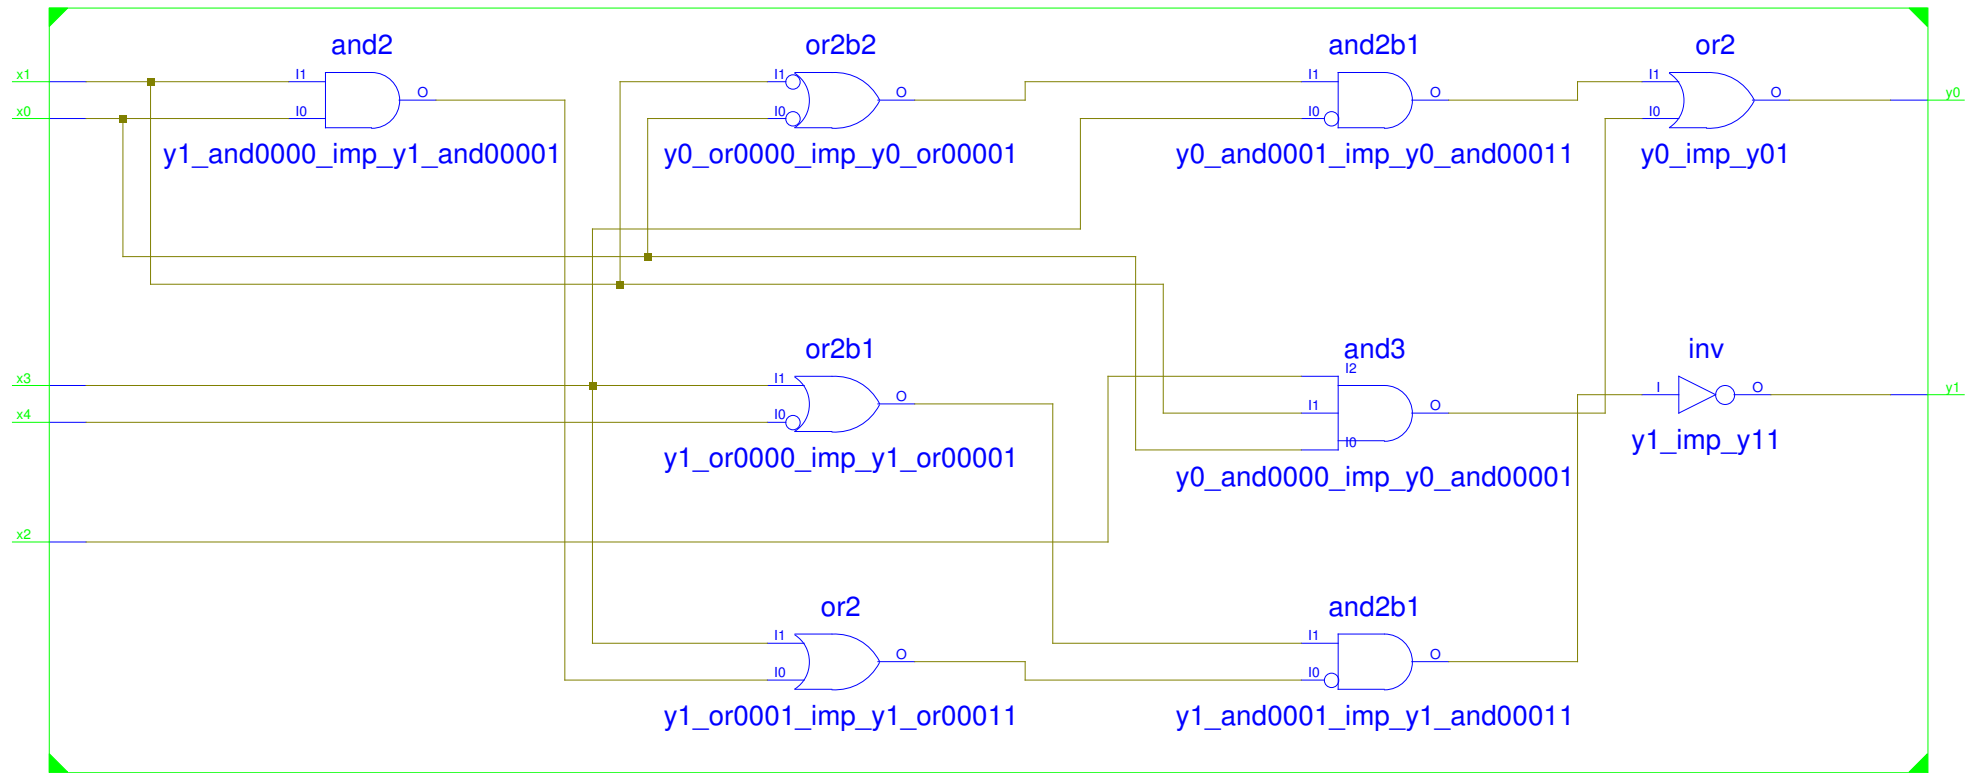 and2 or2b2 and2b1 or2
x1 I1 O I1 O I1 O I1 O y0
x0 I0 I0 I0 I0
y1_and0000_imp_y1_and00001 y0_or0000_imp_y0_or00001 y0_and0001_imp_y0_and00011 y0_imp_y01
or2b1 and3 inv
x3 I1 O I2 I O y1
x4 I0 I1 O
y1_or0000_imp_y1_or00001 I0 y1_imp_y11
y0_and0000_imp_y0_and00001
x2
or2 and2b1
I1 O I1 O
I0 I0
y1_or0001_imp_y1_or00011 y1_and0001_imp_y1_and00011